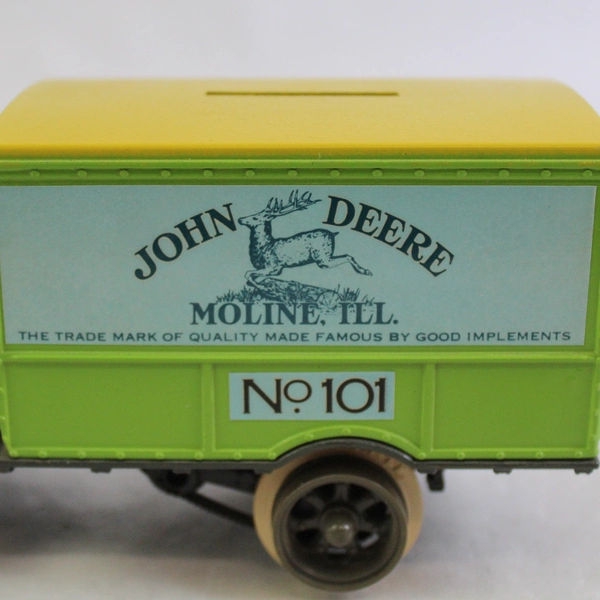 JOHN DEERE
MOLINE, ILL.
THE TRADE MARK OF QUALITY MADE FAMOUS BY GOOD IMPLEMENTS
No 101